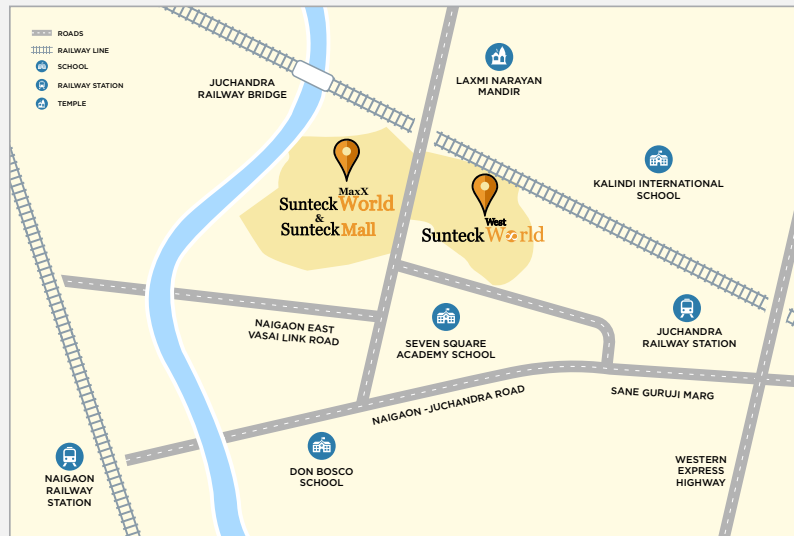 ROADS
RAILWAY LINE
SCHOOL
RAILWAY STATION
TEMPLE
JUCHANDRA
RAILWAY BRIDGE
LAXMI NARAYAN
MANDIR
KALINDI INTERNATIONAL
SCHOOL
MaxX
Sunteck World
&
Sunteck Mall
West
Sunteck World
NAIGAON EAST
VASAI LINK ROAD
SEVEN SQUARE
ACADEMY SCHOOL
JUCHANDRA
RAILWAY STATION
NAIGAON -JUCHANDRA ROAD
SANE GURUJI MARG
DON BOSCO
SCHOOL
NAIGAON
RAILWAY
STATION
WESTERN
EXPRESS
HIGHWAY